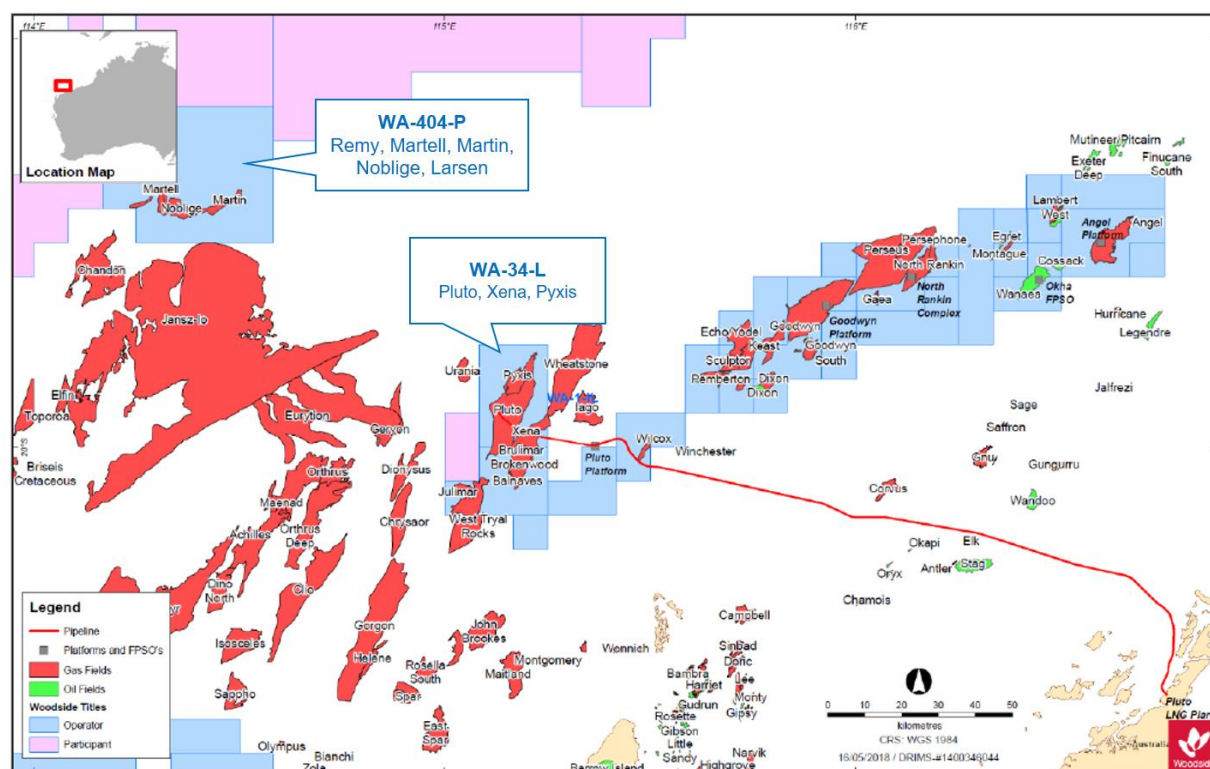 114°E
115°E
116°E
Location Map
WA-404-P
Remy, Martell, Martin,
Noblige, Larsen
WA-34-L
Pluto, Xena, Pyxis
Mutineer/Pitcairn
Exeter
Deep
Finucane
South
Lambert
West
Angel
Platform
Angel
Martell
Noblige
Martin
Persephone
Perseus
North Rankin
Egret
Montague
Cossack
Wanaea
Okha
FPSO
North
Rankin
Complex
Gaea
Chandon
Jansz-Io
Goodwyn
Platform
Hurricane
Legendre
Echo/Yodel
Goodwyn
Keast
Goodwyn
South
Sculptor
Pemberton
Dixon
Dixon
Urania
Wheatstone
Pyxis
Pluto
Iago
Xena
Elfin
Toporoa
Eurytion
Geryon
Jalfrezi
Sage
Saffron
Brulimar
Brokenwood
Balnaves
Pluto
Platform
Wilcox
Winchester
Gnu
Gungurru
20°S
Briseis
Cretaceous
Orthrus
Dionysus
Julimar
Corvus
Wandoo
Maenad
Achilles
Orthrus
Deep
Chrysaor
West Tryal
Rocks
Okapi
Elk
Oryx
Antler
Stag
Dino
North
Clio
Chamois
yr
Isosceles
Gorgon
Helene
John
Brookes
Campbell
Sappho
Rosella
South
Maitland
Montgomery
Wonnich
Sinbad
Doric
Bambra
Harriet
Lee
Spar
Monty
Gudrun
Gipsy
East-
Spar
Rosette
Gibson
Little
Sandy
Narvik
Highgrove
Olympus
Bianchi
Zola
Barrow Island
Legend
Pipeline
Platforms and FPSO's
Gas Fields
Oil Fields
Woodside Titles
Operator
Participant
0 10 20 30 40 50
kilometres
CRS: WGS 1984
16/05/2018 / DRIMS-#1400346044
Pluto
LNG Plan
Australia
Woodside